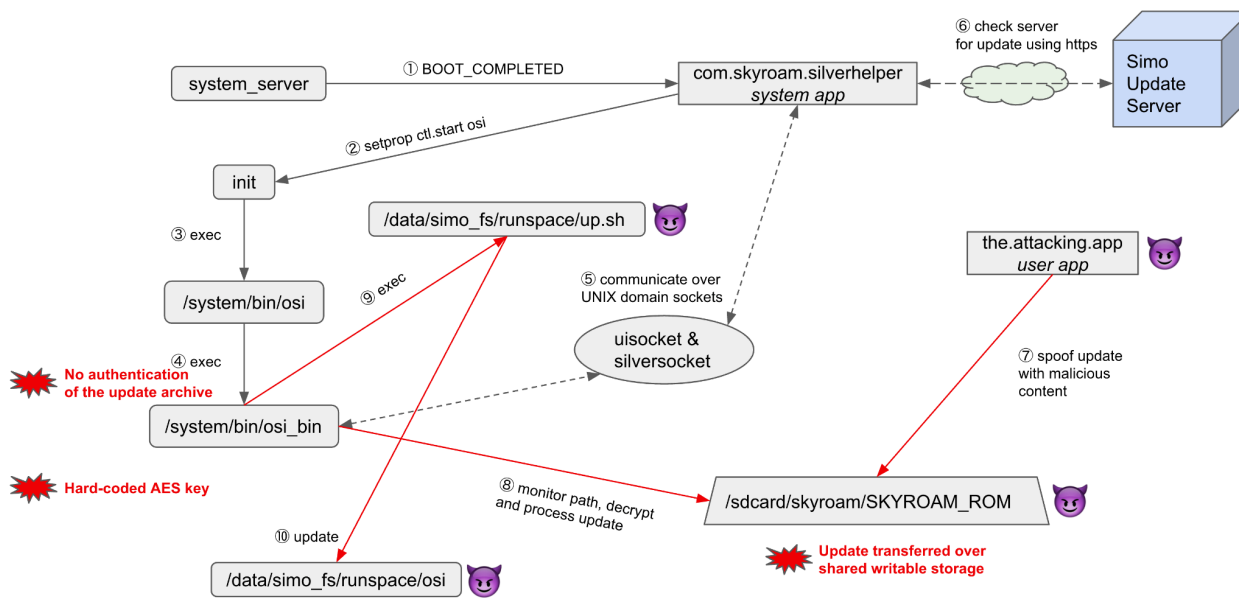 ⑥ check server
for update using https
Simo
Update
Server
① BOOT_COMPLETED
system_server
com.skyroam.silverhelper
system app
② setprop ctl.start osi
init
/data/simo_fs/runspace/up.sh
③ exec
the.attacking.app
user app
⑤ communicate over
UNIX domain sockets
⑨ exec
/system/bin/osi
uisocket &
silversocket
④ exec
⑦ spoof update
with malicious
content
No authentication
of the update archive
/system/bin/osi_bin
Hard-coded AES key
⑧ monitor path, decrypt
and process update
/sdcard/skyroam/SKYROAM_ROM
⑩ update
Update transferred over
shared writable storage
/data/simo_fs/runspace/osi